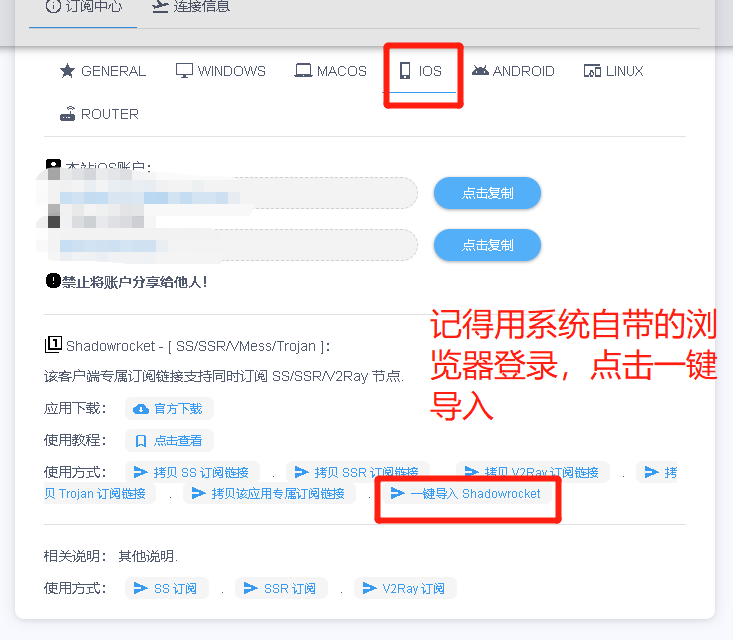 订阅中心 连接信息
GENERAL WINDOWS MACOS IOS ANDROID LINUX
ROUTER
本站iOS账户：
点击复制
点击复制
禁止将账户分享给他人！
记得用系统自带的浏
览器登录，点击一键
导入
Shadowrocket - [ SS/SSR/VMess/Trojan ]:
该客户端专属订阅链接支持同时订阅 SS/SSR/V2Ray 节点.
应用下载： 官方下载
使用教程： 点击查看
使用方式： 拷贝 SS 订阅链接 . 拷贝 SSR 订阅链接 . 拷贝 V2Ray 订阅链接 . 拷
贝 Trojan 订阅链接 . 拷贝该应用专属订阅链接 . 一键导入 Shadowrocket
相关说明： 其他说明.
使用方式： SS 订阅 . SSR 订阅 . V2Ray 订阅